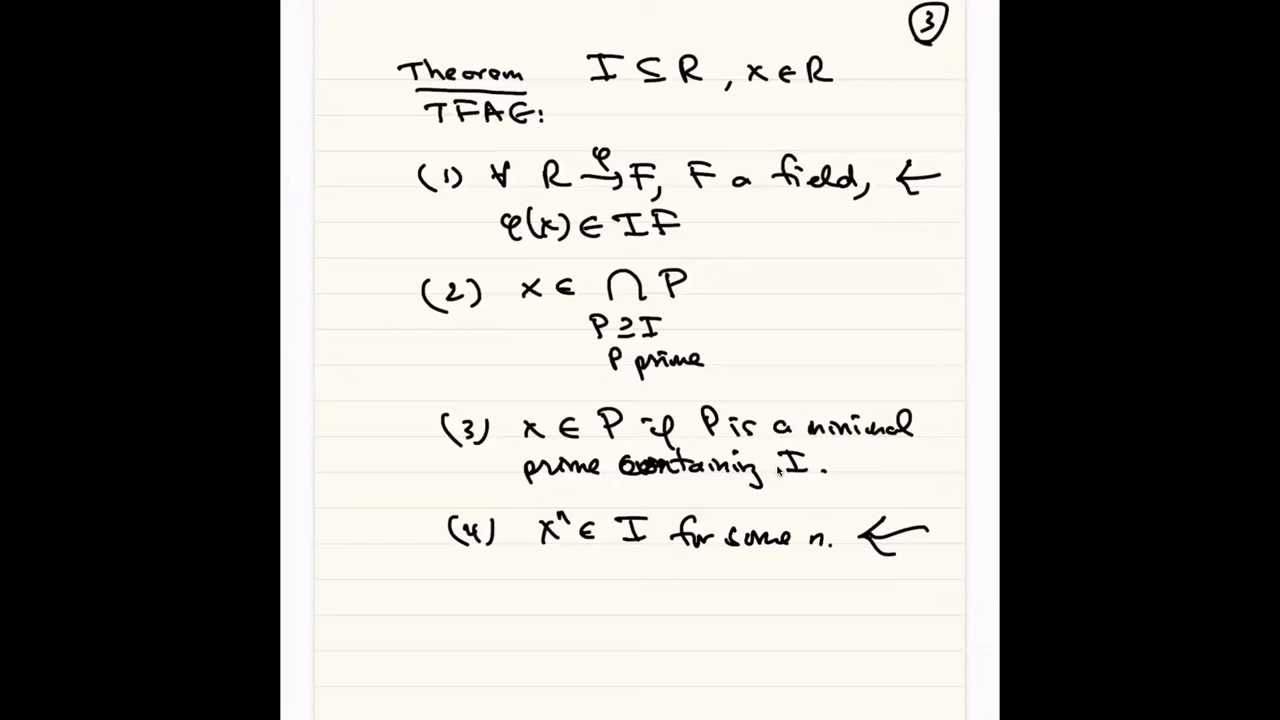 3
Theorem I ⊆ R, x ∈ R
TFAE:
(1) ∀ R →^φ F, F a field, ←
φ(x) ∈ IF
(2) x ∈ ⋂ P
P ⊇ I
P prime
(3) x ∈ P if P is a minimal
prime containing I.
(4) xⁿ ∈ I for some n. ←